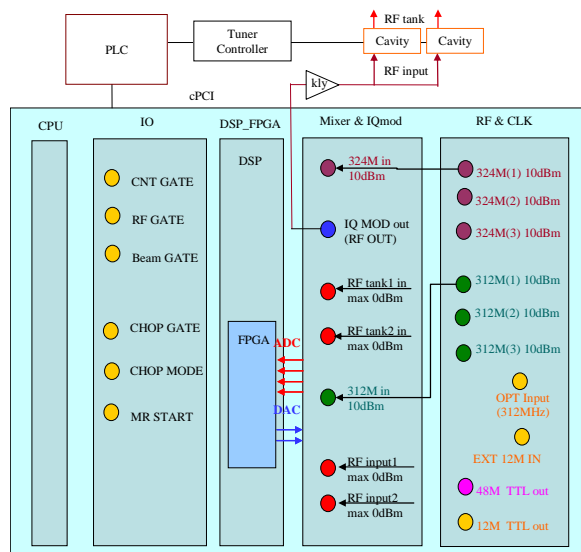 RF tank
PLC
Tuner
Controller
Cavity
Cavity
RF input
kly
cPCI
CPU
IO
DSP_FPGA
Mixer & IQmod
RF & CLK
CNT GATE
RF GATE
Beam GATE
CHOP GATE
CHOP MODE
MR START
DSP
FPGA
ADC
DAC
324M in
10dBm
IQ MOD out
(RF OUT)
RF tank1 in
max 0dBm
RF tank2 in
max 0dBm
312M in
10dBm
RF input1
max 0dBm
RF input2
max 0dBm
324M(1) 10dBm
324M(2) 10dBm
324M(3) 10dBm
312M(1) 10dBm
312M(2) 10dBm
312M(3) 10dBm
OPT Input
(312MHz)
EXT 12M IN
48M TTL out
12M TTL out